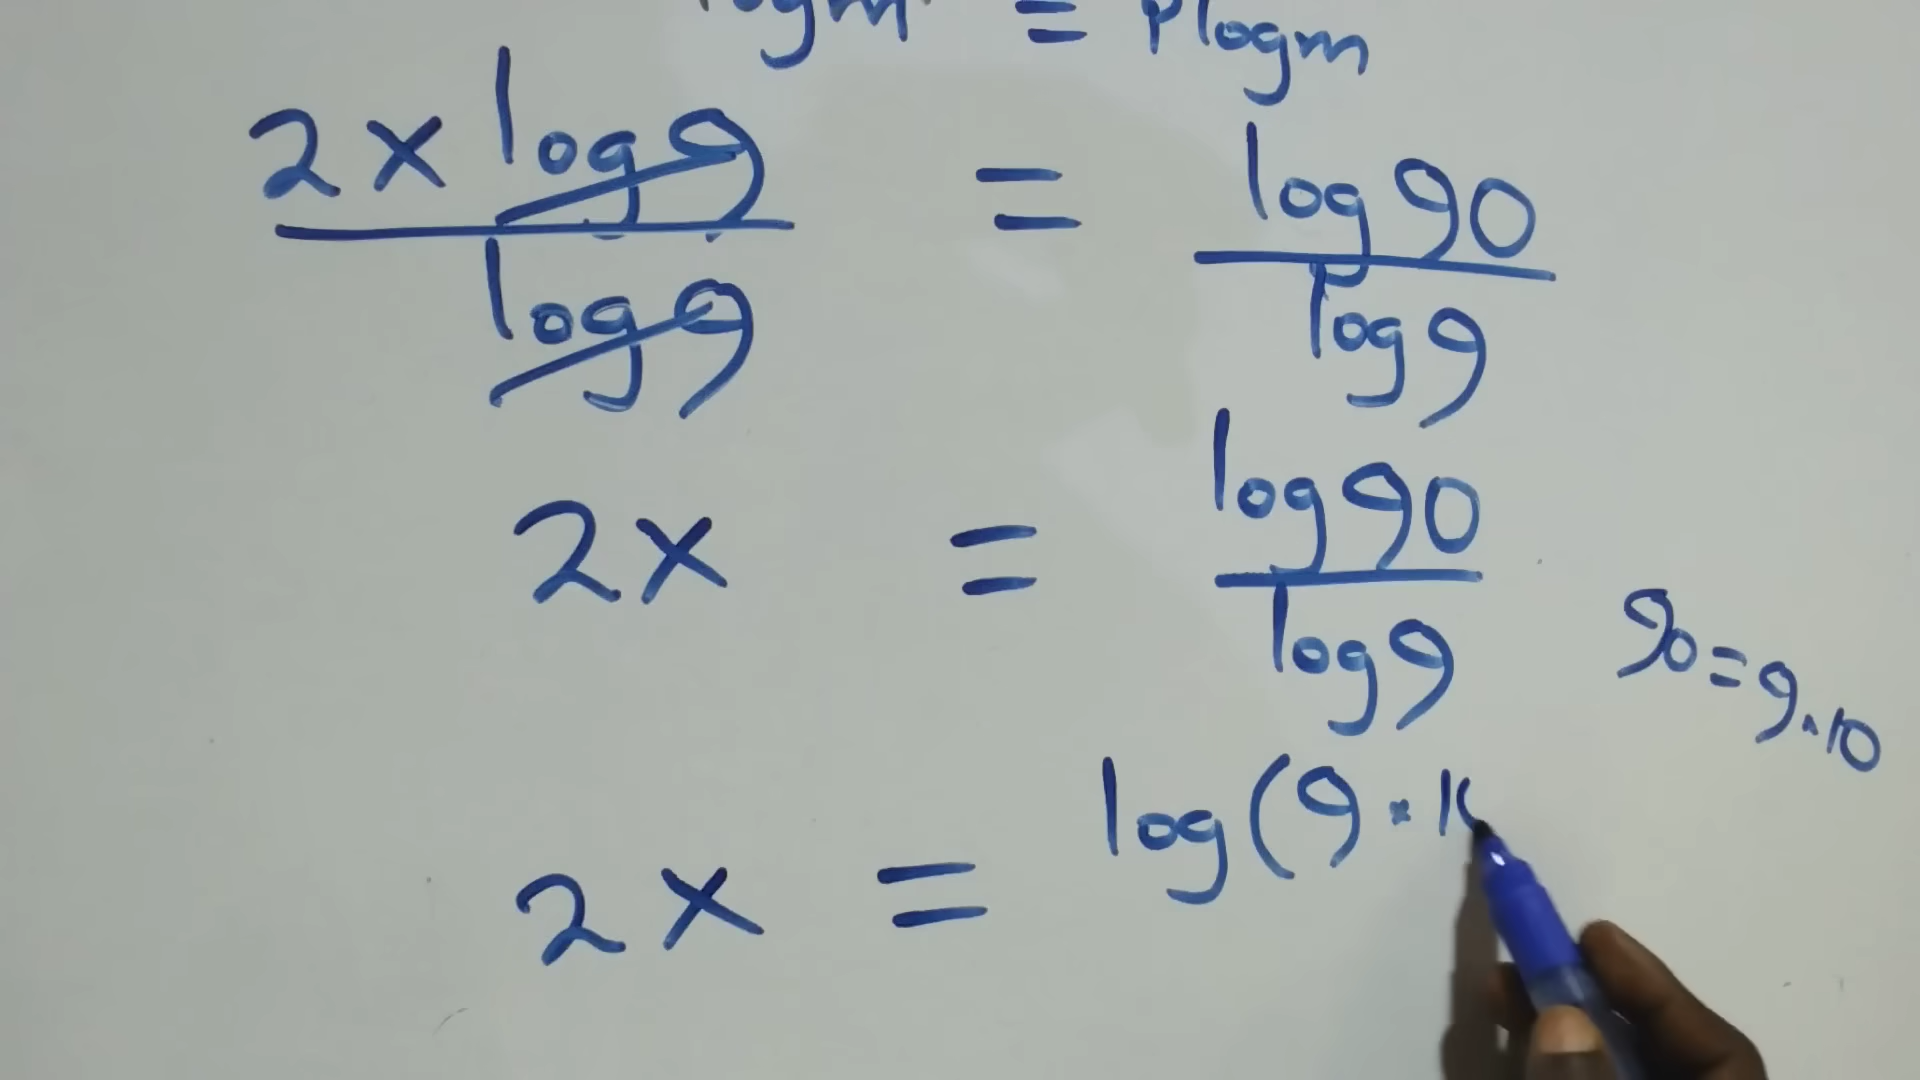 = Plogm
2x log9 / log9 = log90 / log9
2x = log90 / log9
90=9·10
2x = log(9·1